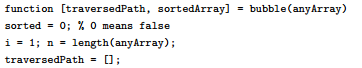 function [traversedPath, sortedArray] = bubble(anyArray)
sorted = 0; % 0 means false
i = 1; n = length(anyArray);
traversedPath = [];